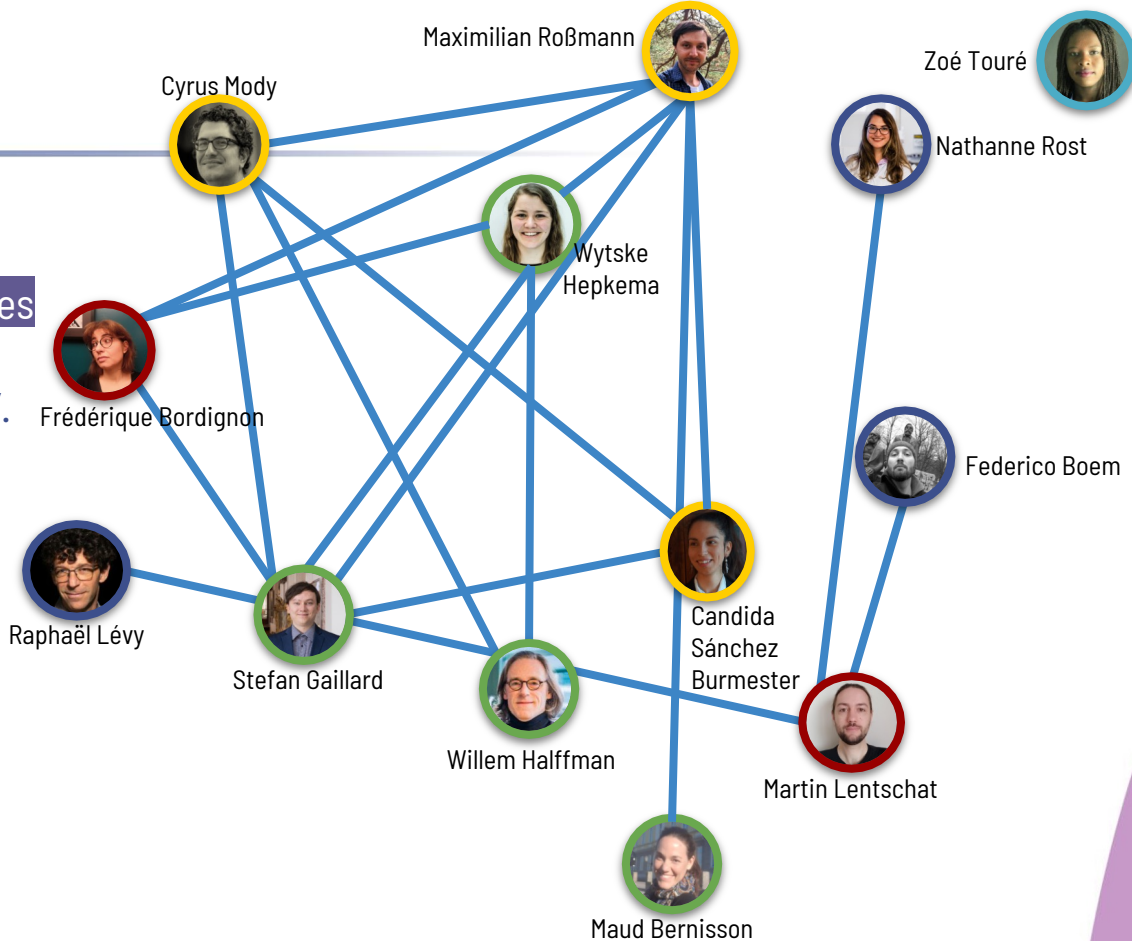 Maximilian Roßmann
Zoé Touré
Cyrus Mody
Nathanne Rost
Wytske
Hepkema
es
Frédérique Bordignon
Federico Boem
Candida
Sánchez
Burmester
Raphaël Lévy
Stefan Gaillard
Willem Halffman
Martin Lentschat
Maud Bernisson